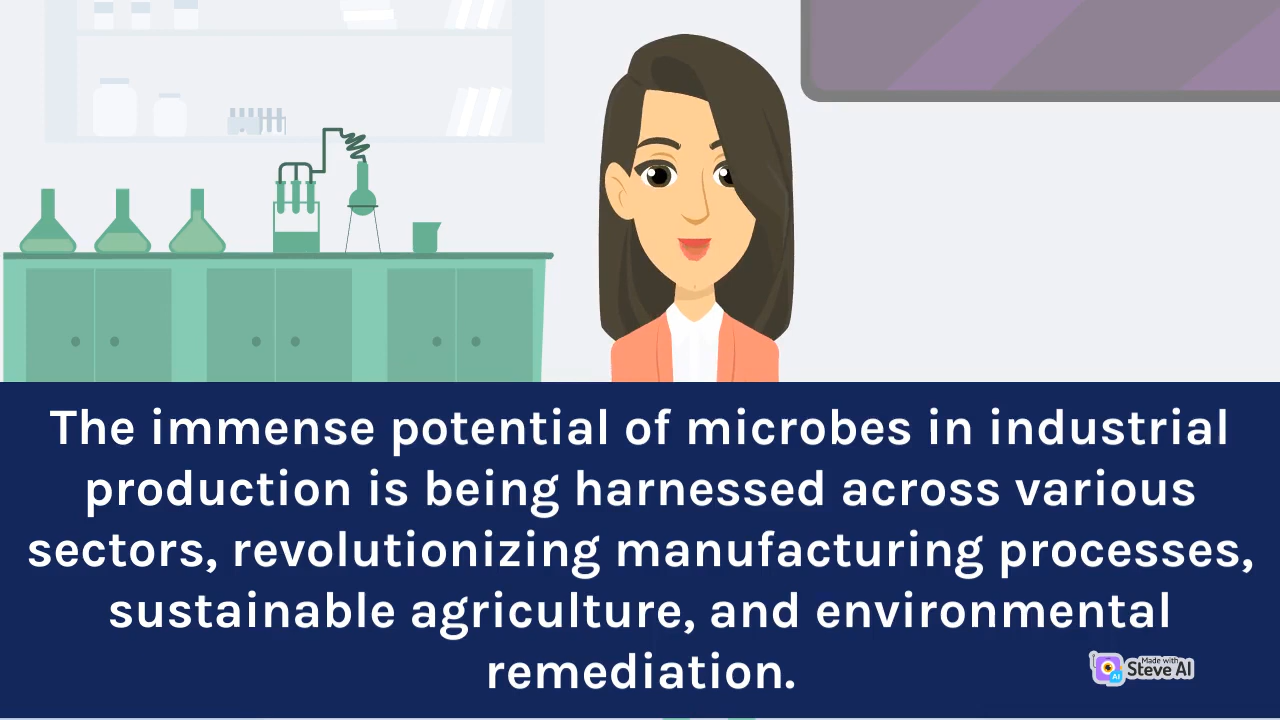 The immense potential of microbes in industrial
production is being harnessed across various
sectors, revolutionizing manufacturing processes,
sustainable agriculture, and environmental
remediation.
Made with
Steve AI
AI